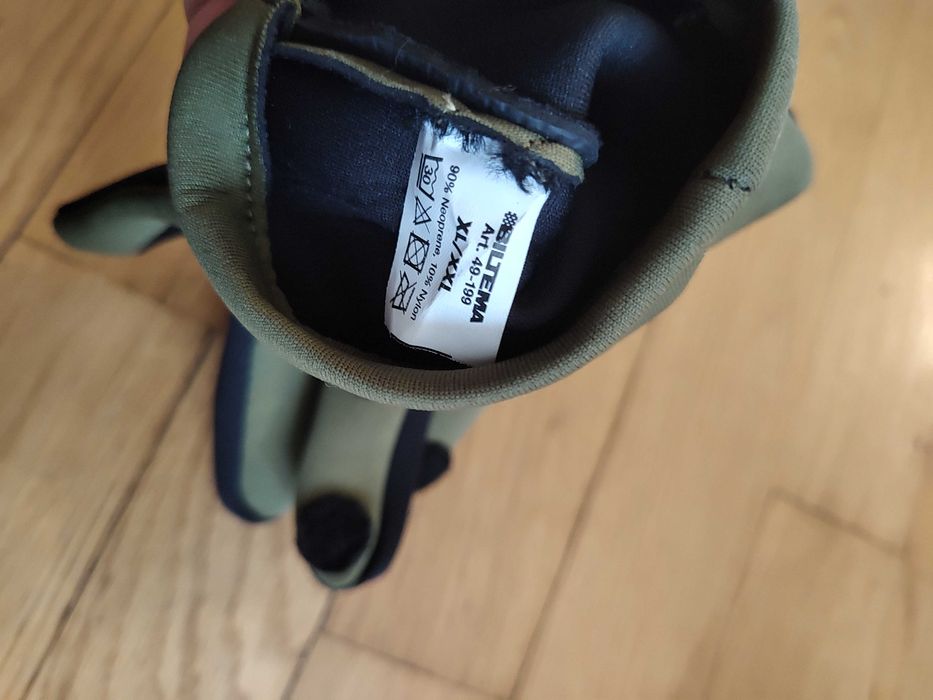 BILTEMA
Art. 49-199
XL/XXL
30
90% Neoprene, 10% Nylon